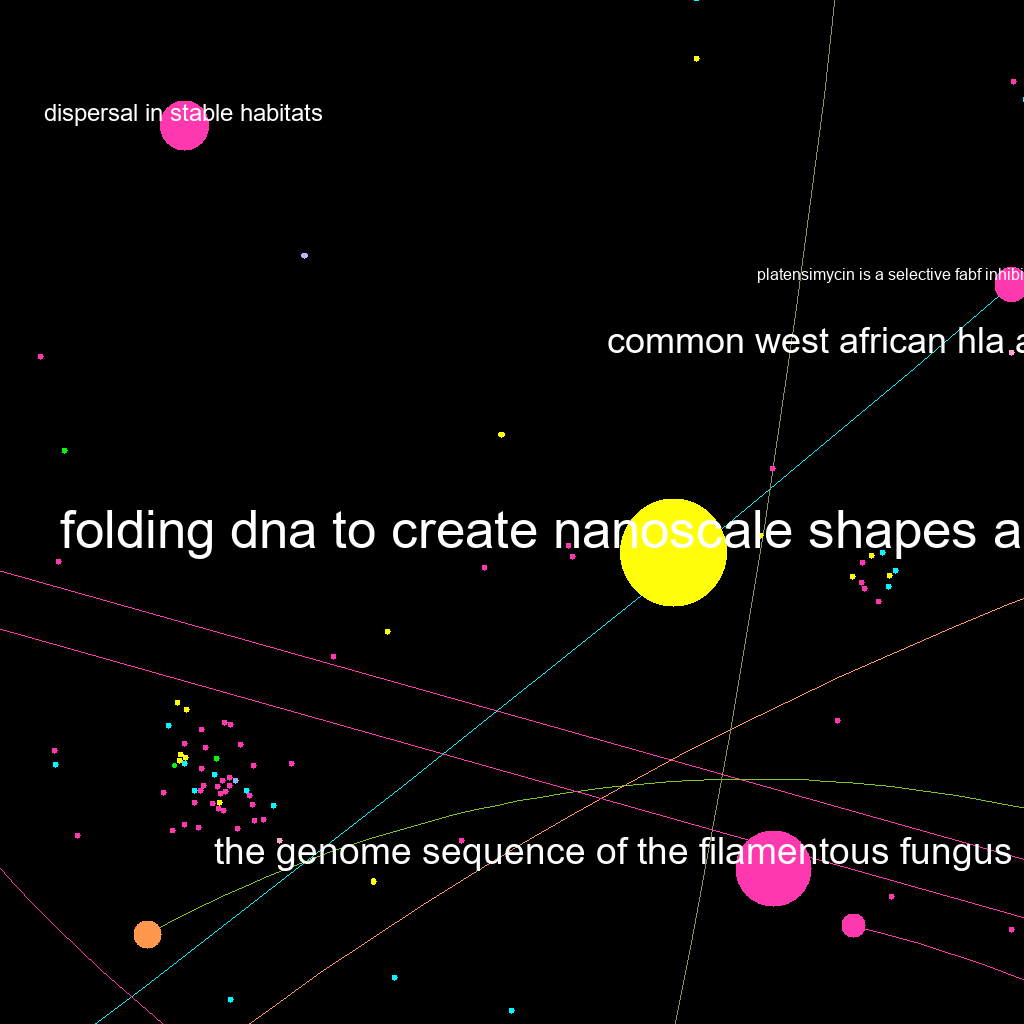 dispersal in stable habitats
platensimycin is a selective fabf inhibi
common west african hla a
folding dna to create nanoscale shapes a
the genome sequence of the filamentous fungus